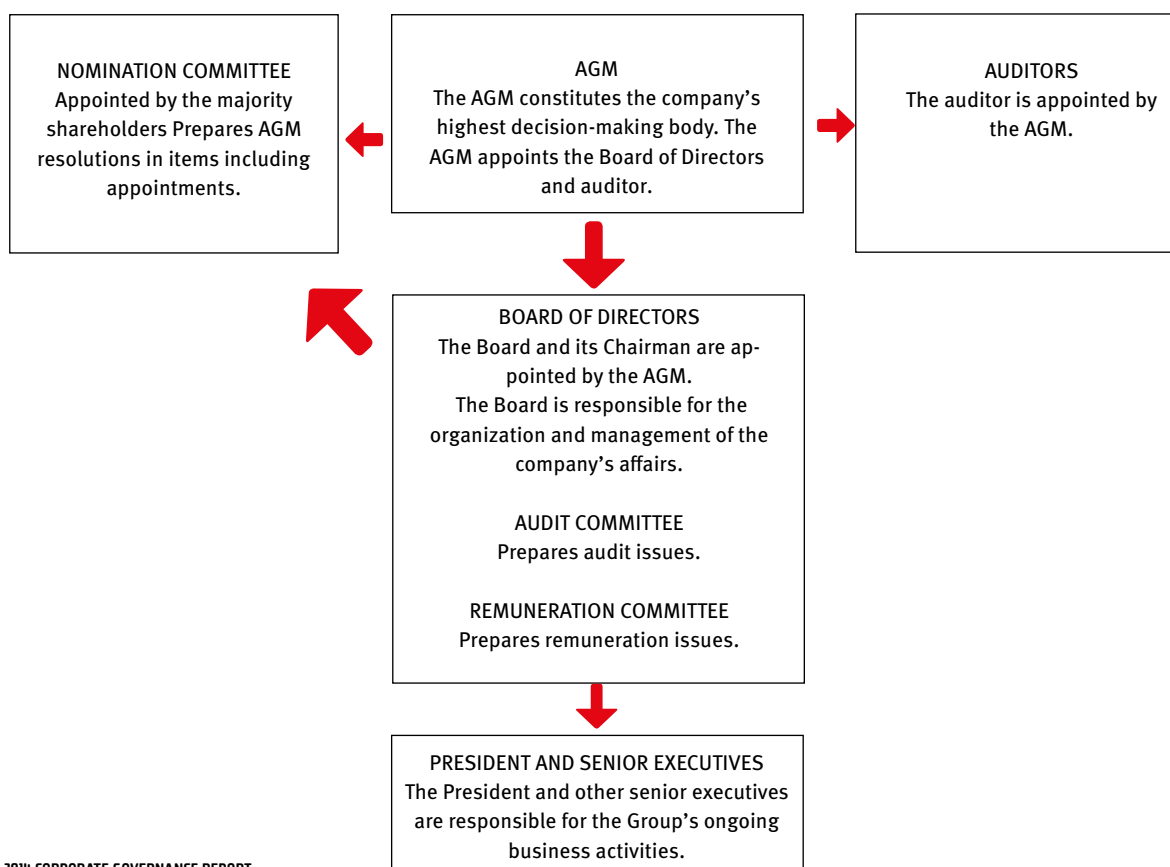 NOMINATION COMMITTEE
Appointed by the majority
shareholders Prepares AGM
resolutions in items including
appointments.
AGM
The AGM constitutes the company’s
highest decision-making body. The
AGM appoints the Board of Directors
and auditor.
AUDITORS
The auditor is appointed by
the AGM.
BOARD OF DIRECTORS
The Board and its Chairman are ap-
pointed by the AGM.
The Board is responsible for the
organization and management of the
company’s affairs.
AUDIT COMMITTEE
Prepares audit issues.
REMUNERATION COMMITTEE
Prepares remuneration issues.
PRESIDENT AND SENIOR EXECUTIVES
The President and other senior executives
are responsible for the Group’s ongoing
business activities.
CORPORATE GOVERNANCE REPORT